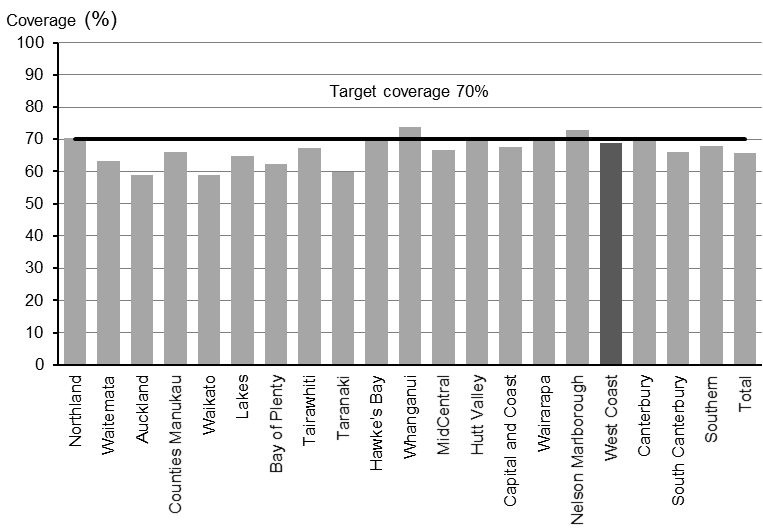 Coverage (%)
100
90
80
70
60
50
40
30
20
10
0
Target coverage 70%
Northland
Waitemata
Auckland
Counties Manukau
Waikato
Lakes
Bay of Plenty
Tairawhiti
Taranaki
Hawke's Bay
Whanganui
MidCentral
Hutt Valley
Capital and Coast
Wairarapa
Nelson Marlborough
West Coast
Canterbury
South Canterbury
Southern
Total